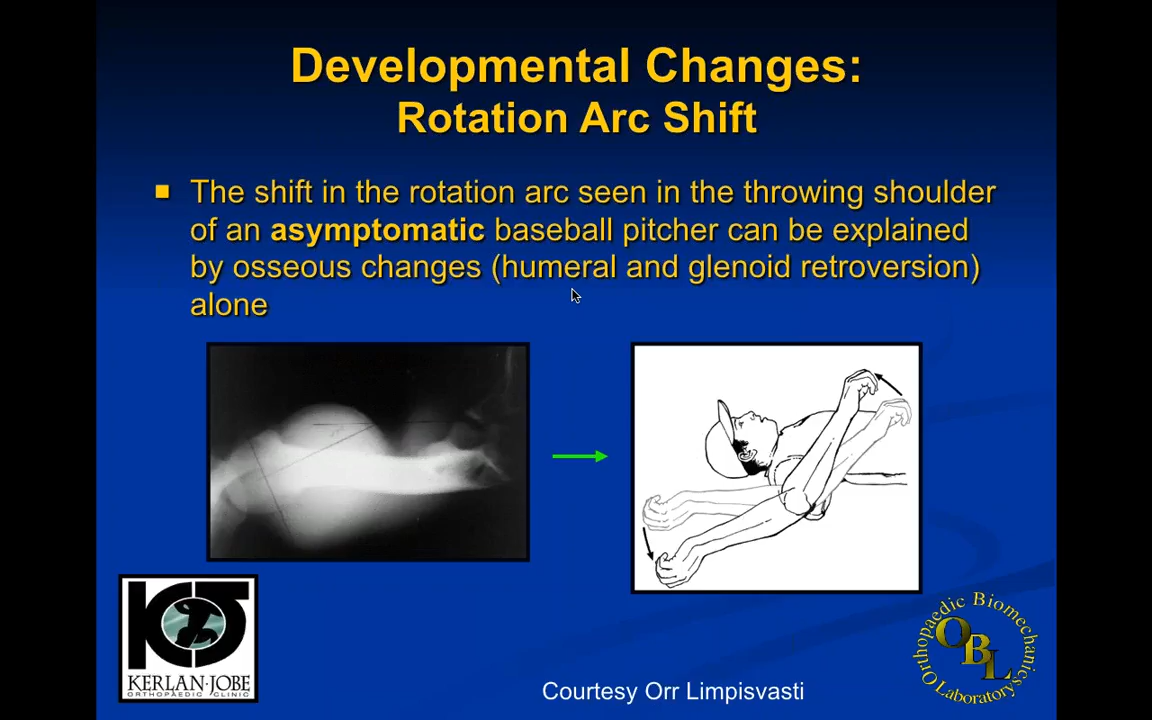 Developmental Changes:
Rotation Arc Shift
The shift in the rotation arc seen in the throwing shoulder
of an asymptomatic baseball pitcher can be explained
by osseous changes (humeral and glenoid retroversion)
alone
KERLAN·JOBE
ORTHOPAEDIC CLINIC
Orthopaedic Biomechanics
OBL
Laboratory
Courtesy Orr Limpisvasti